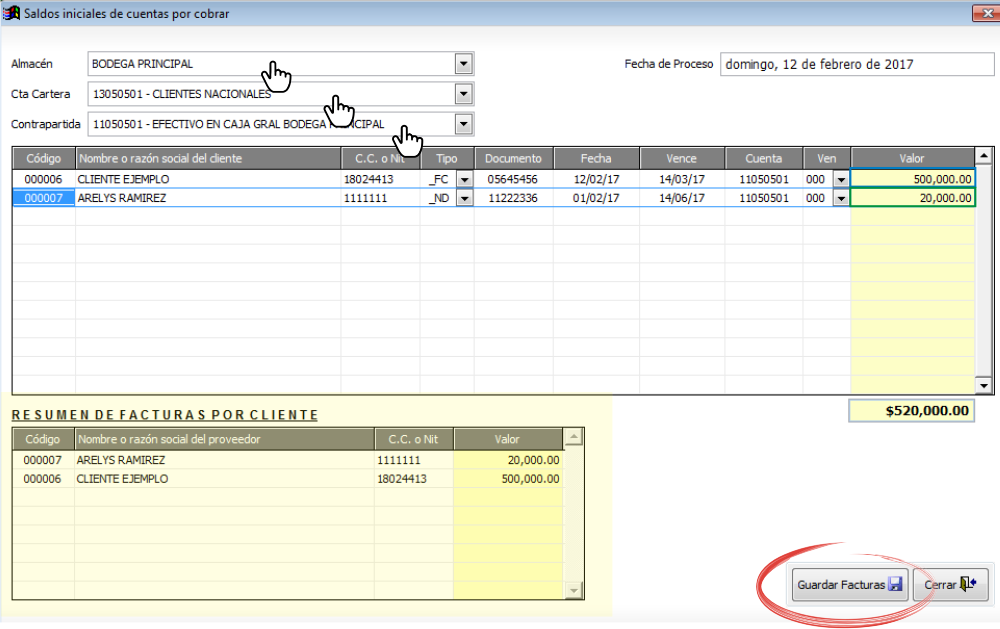 Saldos iniciales de cuentas por cobrar
Almacén BODEGA PRINCIPAL Fecha de Proceso domingo, 12 de febrero de 2017
Cta Cartera 13050501 - CLIENTES NACIONALES
Contrapartida 11050501 - EFECTIVO EN CAJA GRAL BODEGA PRINCIPAL
Código Nombre o razón social del cliente C.C. o Nit Tipo Documento Fecha Vence Cuenta Ven Valor
000006 CLIENTE EJEMPLO 18024413 _FC 05645456 12/02/17 14/03/17 11050501 000 500,000.00
000007 ARELYS RAMIREZ 1111111 _ND 11222336 01/02/17 14/06/17 11050501 000 20,000.00
$520,000.00
RESUMEN DE FACTURAS POR CLIENTE
Código Nombre o razón social del proveedor C.C. o Nit Valor
000007 ARELYS RAMIREZ 1111111 20,000.00
000006 CLIENTE EJEMPLO 18024413 500,000.00
Guardar Facturas Cerrar